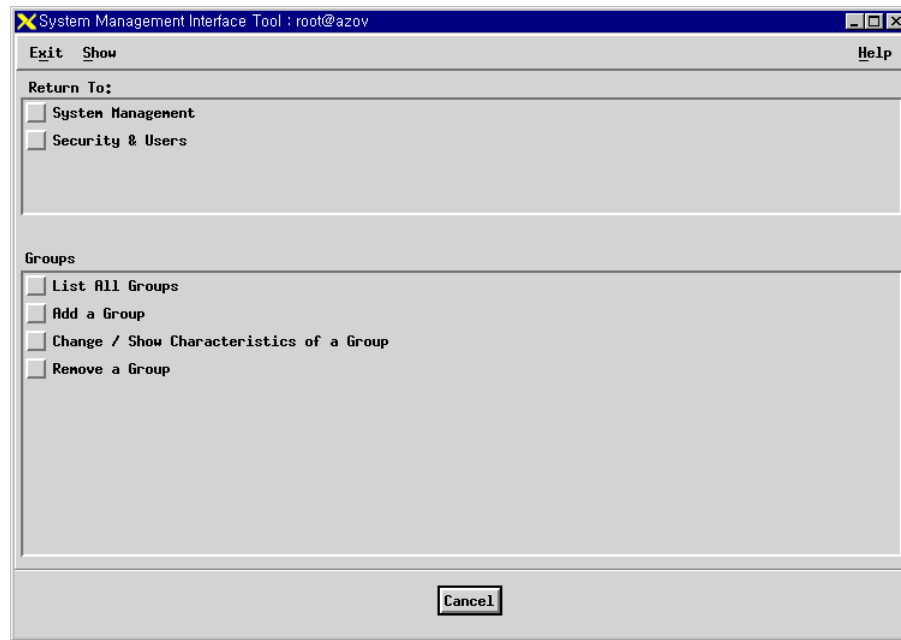 System Management Interface Tool : root@azov
Exit Show Help
Return To:
System Management
Security & Users
Groups
List All Groups
Add a Group
Change / Show Characteristics of a Group
Remove a Group
Cancel